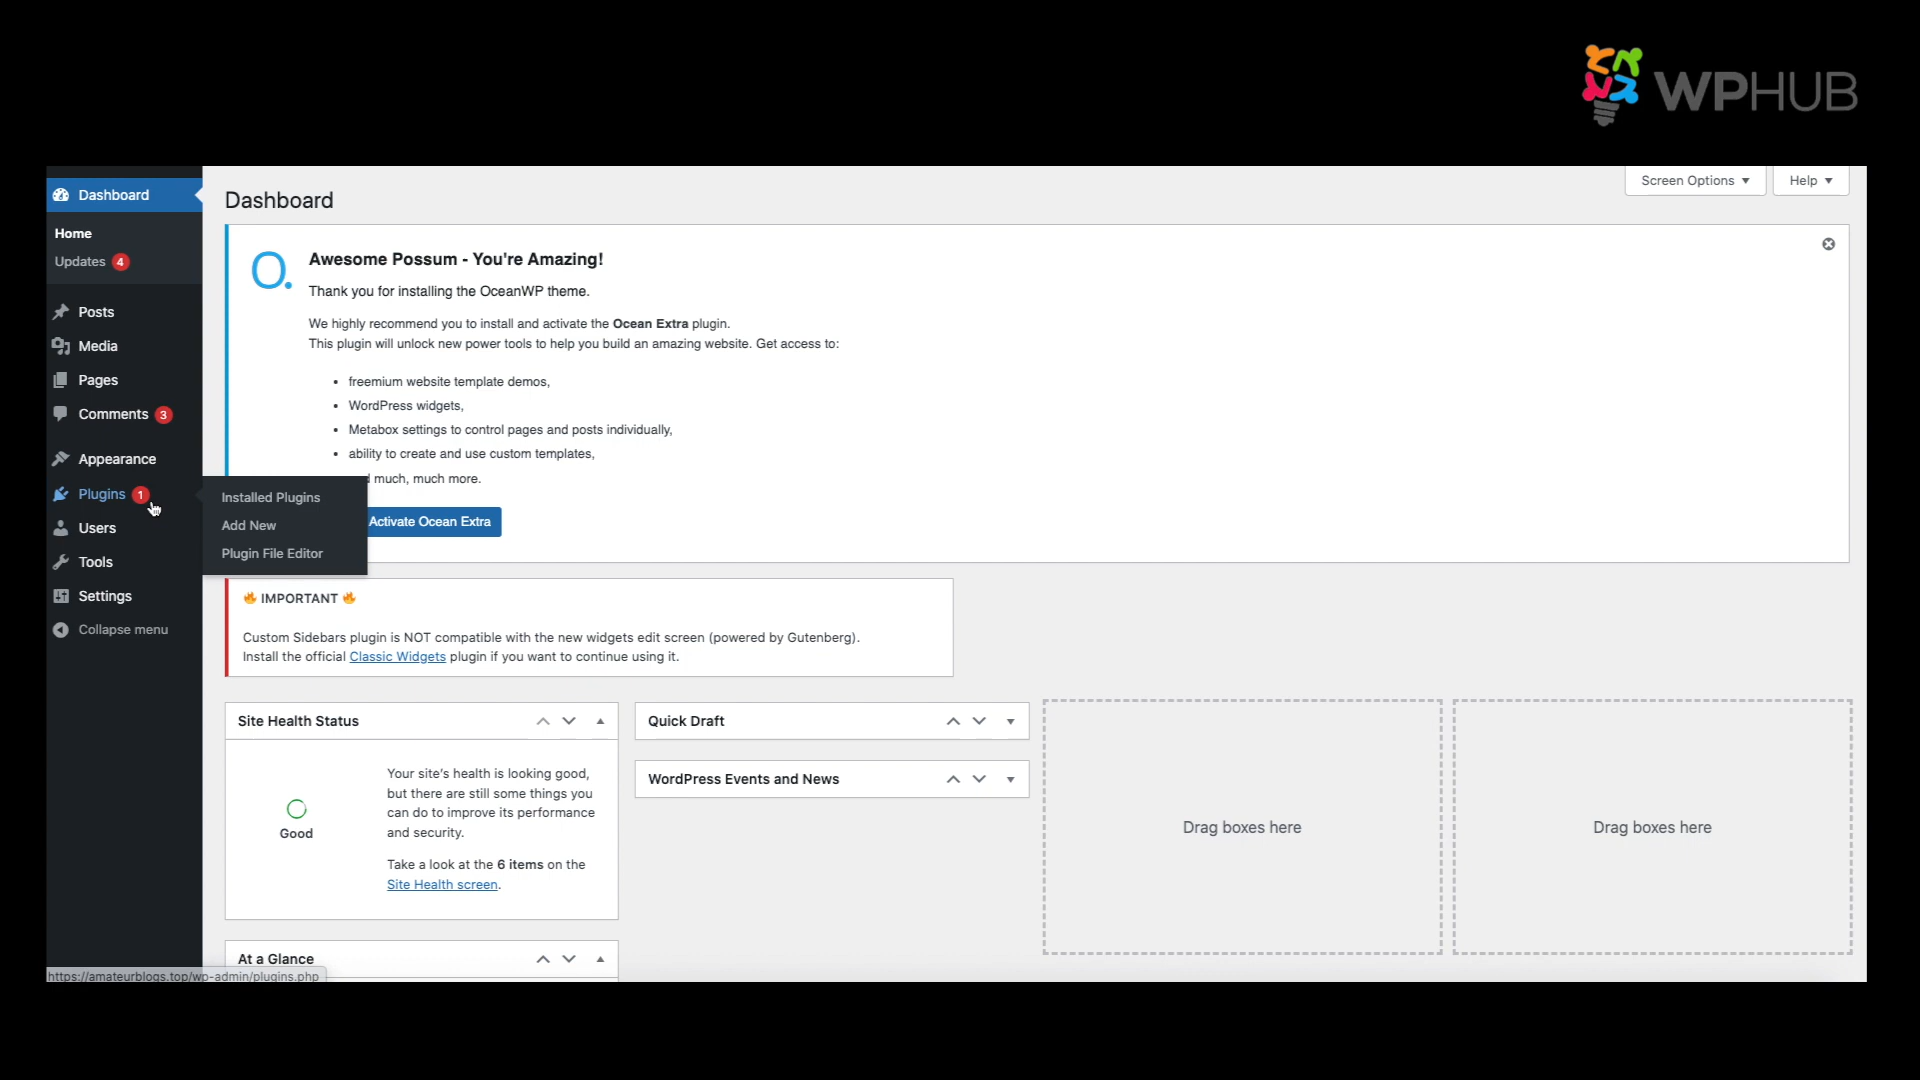 WPHUB
Dashboard
Home
Updates 4
Posts
Media
Pages
Comments 3
Appearance
Plugins 1
Users
Tools
Settings
Collapse menu
Installed Plugins
Add New
Plugin File Editor
Dashboard
Screen Options
Help
Awesome Possum - You're Amazing!
Thank you for installing the OceanWP theme.
We highly recommend you to install and activate the Ocean Extra plugin.
This plugin will unlock new power tools to help you build an amazing website. Get access to:
• freemium website template demos,
• WordPress widgets,
• Metabox settings to control pages and posts individually,
• ability to create and use custom templates,
much, much more.
Activate Ocean Extra
IMPORTANT
Custom Sidebars plugin is NOT compatible with the new widgets edit screen (powered by Gutenberg).
Install the official Classic Widgets plugin if you want to continue using it.
Site Health Status
Good
Your site's health is looking good,
but there are still some things you
can do to improve its performance
and security.
Take a look at the 6 items on the
Site Health screen.
At a Glance
Quick Draft
WordPress Events and News
Drag boxes here
Drag boxes here
https://amateurblogs.top/wp-admin/plugins.php